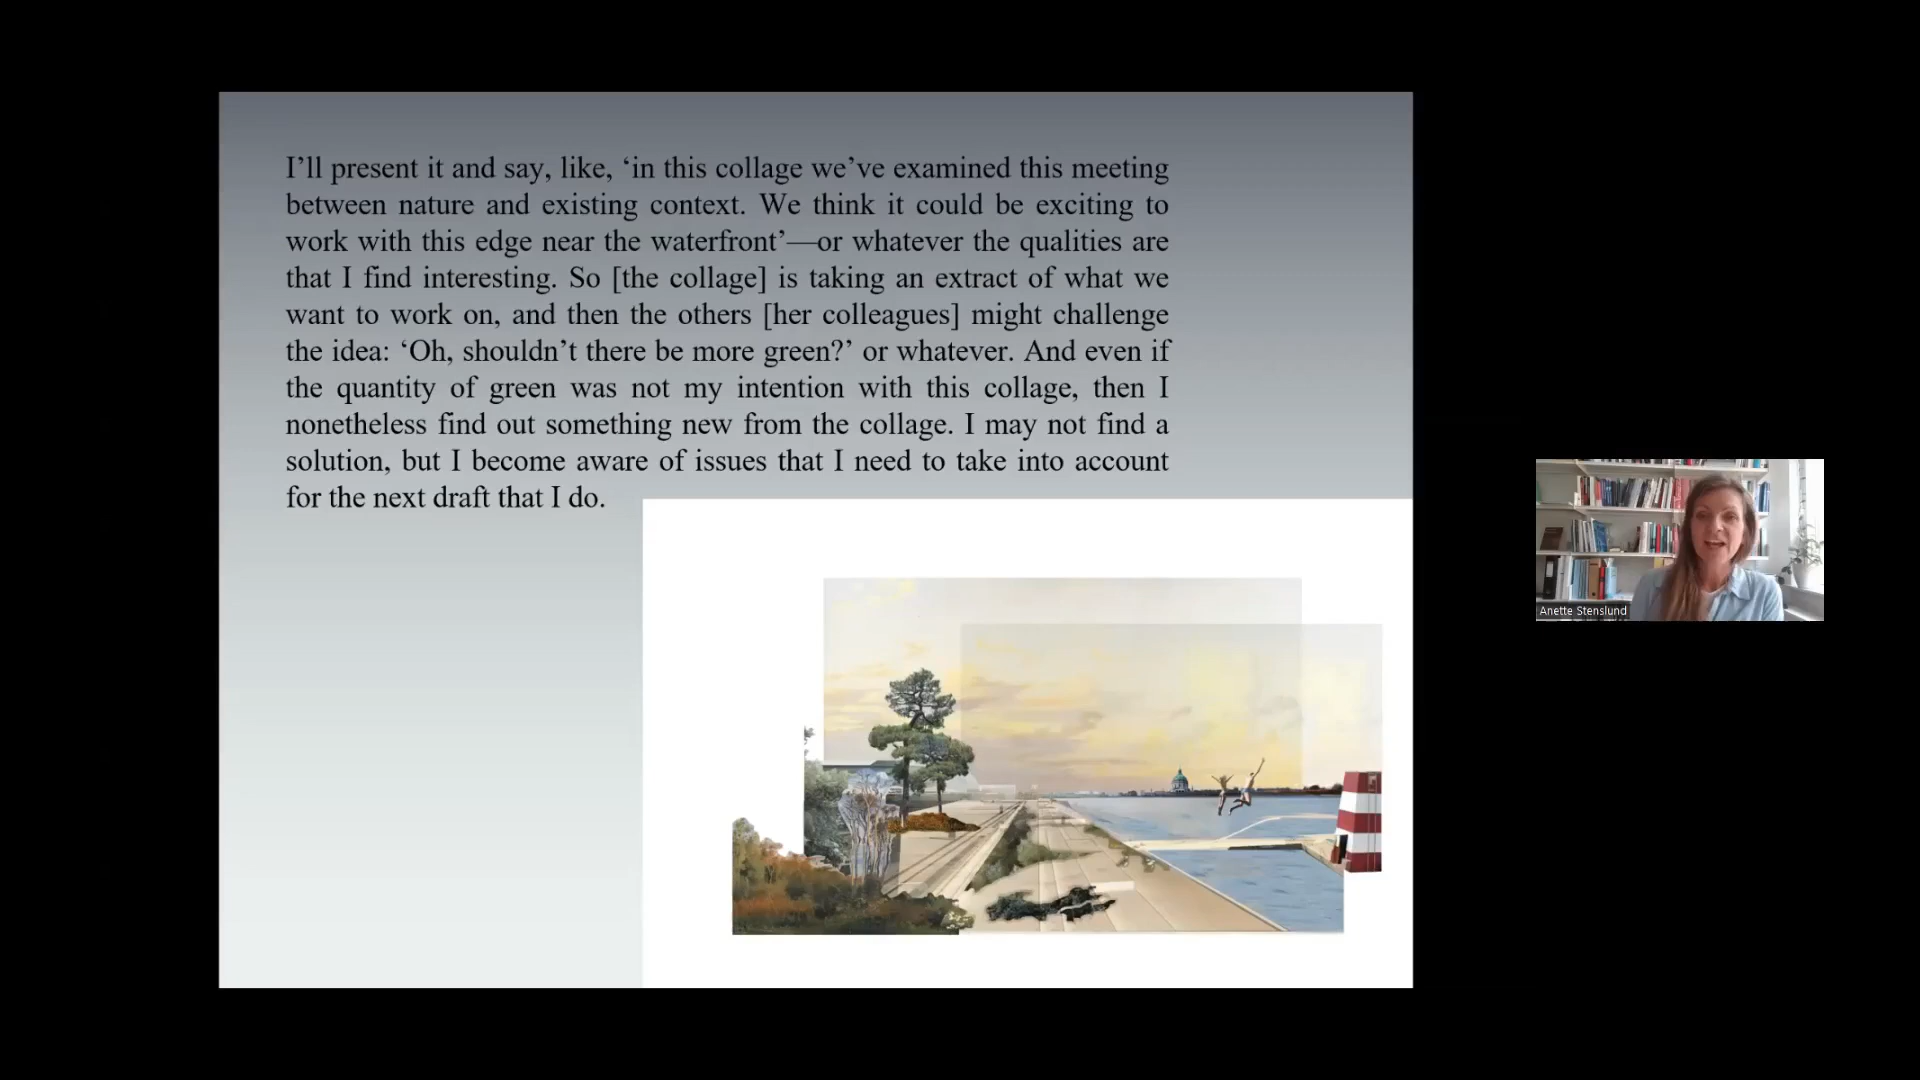 I’ll present it and say, like, ‘in this collage we’ve examined this meeting
between nature and existing context. We think it could be exciting to
work with this edge near the waterfront’—or whatever the qualities are
that I find interesting. So [the collage] is taking an extract of what we
want to work on, and then the others [her colleagues] might challenge
the idea: ‘Oh, shouldn’t there be more green?’ or whatever. And even if
the quantity of green was not my intention with this collage, then I
nonetheless find out something new from the collage. I may not find a
solution, but I become aware of issues that I need to take into account
for the next draft that I do.
Anette Stenslund